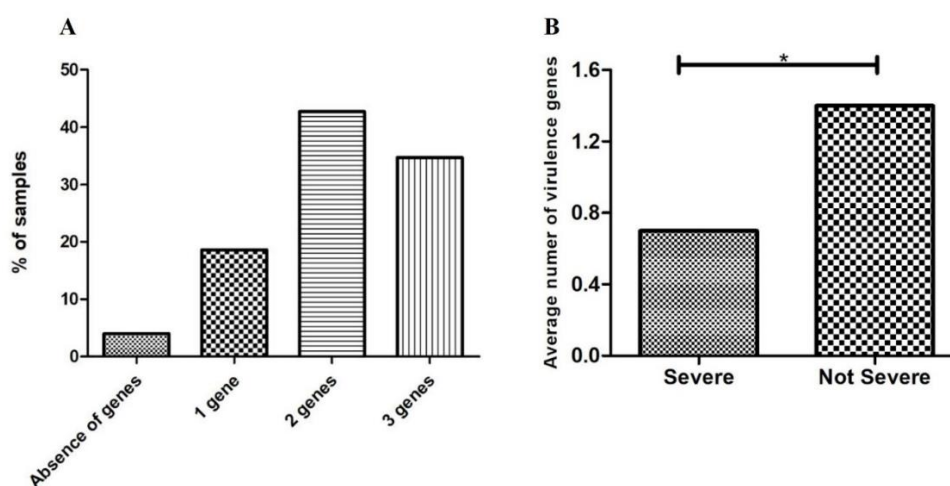 A
% of samples
50
40
30
20
10
0
Absence of genes
1 gene
2 genes
3 genes
B
Average numer of virulence genes
1.6
1.2
0.8
0.4
0.0
*
Severe
Not Severe